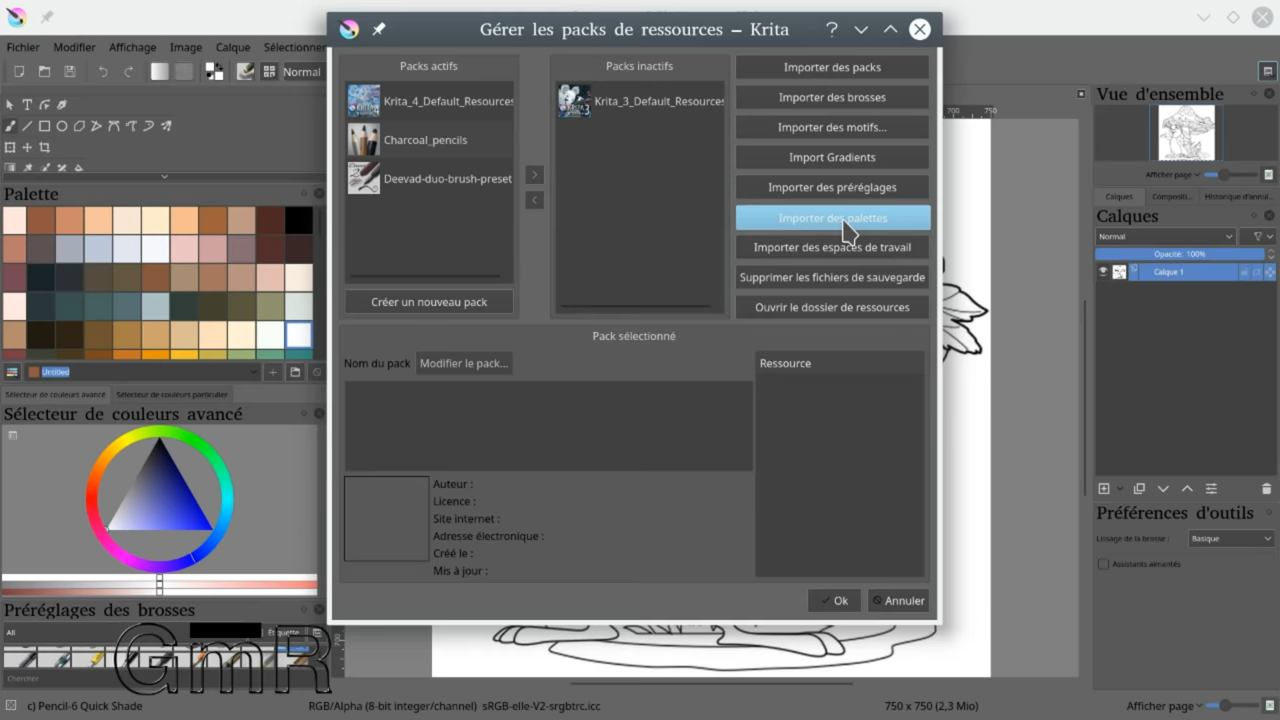 Gérer les packs de ressources – Krita
Fichier Modifier Affichage Image Calque Sélectionner
Normal
Packs actifs
Krita_4_Default_Resources
Charcoal_pencils
Deevad-duo-brush-preset
Créer un nouveau pack
Packs inactifs
Krita_3_Default_Resources
Importer des packs
Importer des brosses
Importer des motifs...
Import Gradients
Importer des préréglages
Importer des palettes
Importer des espaces de travail
Supprimer les fichiers de sauvegarde
Ouvrir le dossier de ressources
Pack sélectionné
Nom du pack Modifier le pack...
Ressource
Auteur :
Licence :
Site internet :
Adresse électronique :
Créé le :
Mis à jour :
Ok Annuler
Palette
Untitled
Sélecteur de couleurs avancé Sélecteur de couleurs particulier
Sélecteur de couleurs avancé
Préréglages des brosses
All Étiquette
GmR
Chercher
700 750
Vue d'ensemble
Afficher page
Calques Compositi... Historique d'annul...
Calques
Normal
Opacité: 100%
Calque 1
Préférences d'outils
Lissage de la brosse : Basique
Assistants aimantés
c) Pencil-6 Quick Shade RGB/Alpha (8-bit integer/channel) sRGB-elle-V2-srgbtrc.icc 750 x 750 (2,3 Mio) Afficher page